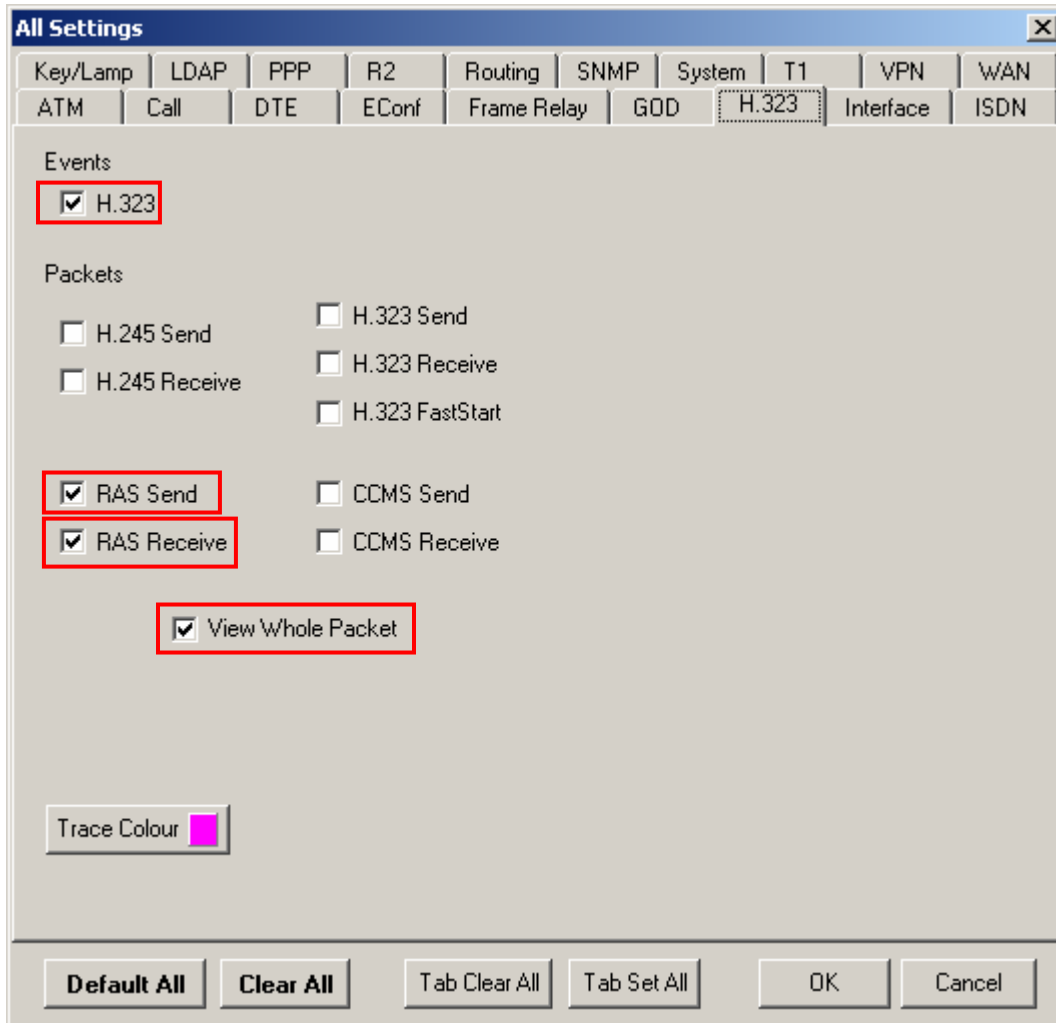 All Settings
Key/Lamp LDAP PPP R2 Routing SNMP System T1 VPN WAN
ATM Call DTE EConf Frame Relay GOD H.323 Interface ISDN
Events
H.323
Packets
H.323 Send
H.245 Send
H.323 Receive
H.245 Receive
H.323 FastStart
RAS Send CCMS Send
RAS Receive CCMS Receive
View Whole Packet
Trace Colour
Default All Clear All Tab Clear All Tab Set All OK Cancel